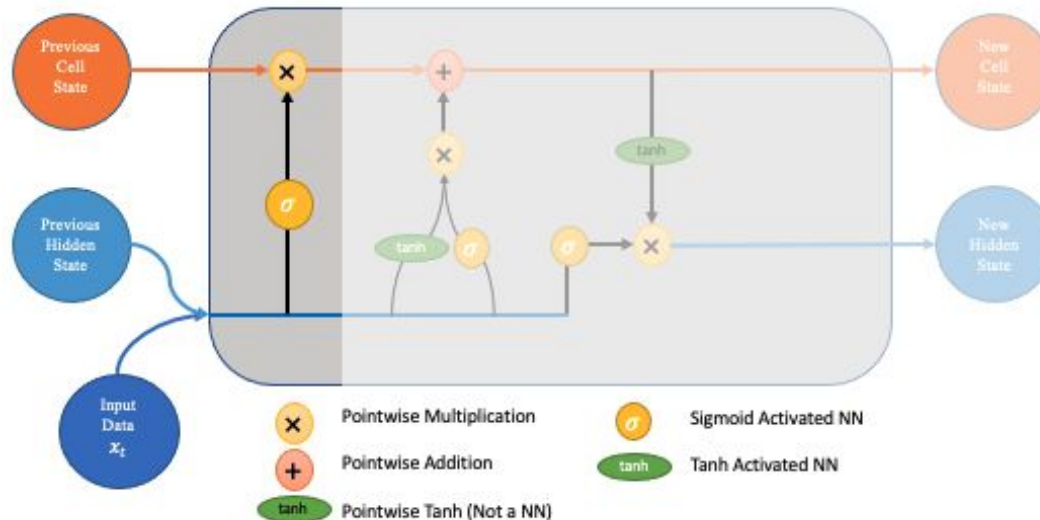 Previous
Cell
State
×
+
New
Cell
State
×
tanh
σ
Previous
Hidden
State
tanh
σ
σ
×
New
Hidden
State
Input
Data
xₜ
× Pointwise Multiplication
σ Sigmoid Activated NN
+ Pointwise Addition
tanh Tanh Activated NN
tanh Pointwise Tanh (Not a NN)